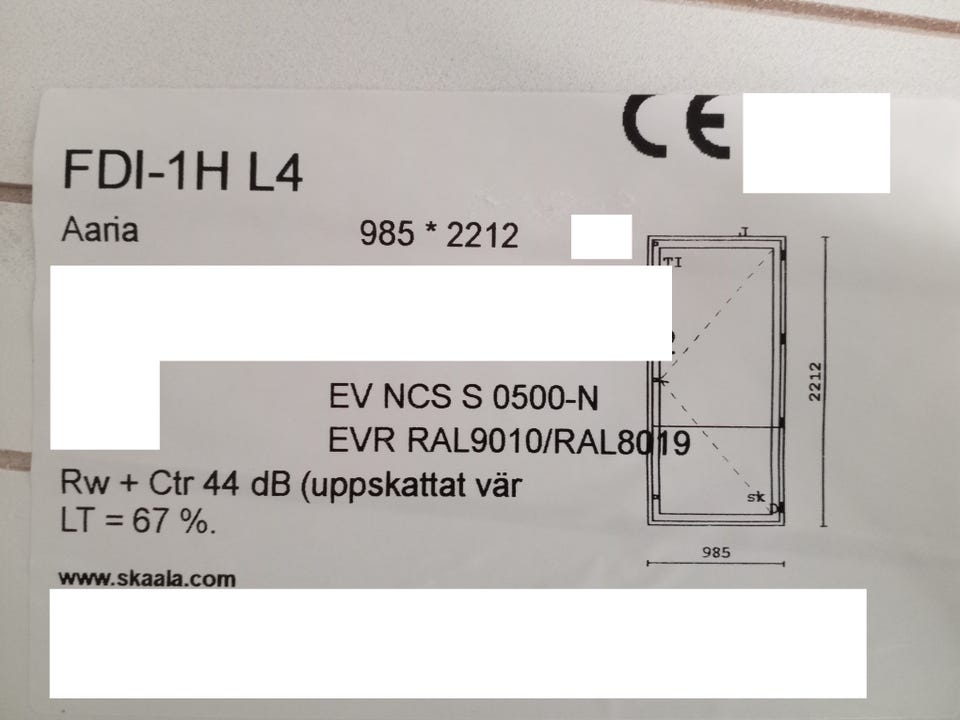 CE
FDI-1H L4
Aaria
985 * 2212
J
TI
EV NCS S 0500-N
EVR RAL9010/RAL8019
2212
Rw + Ctr 44 dB (uppskattat vär
sk
LT = 67 %.
985
www.skaala.com